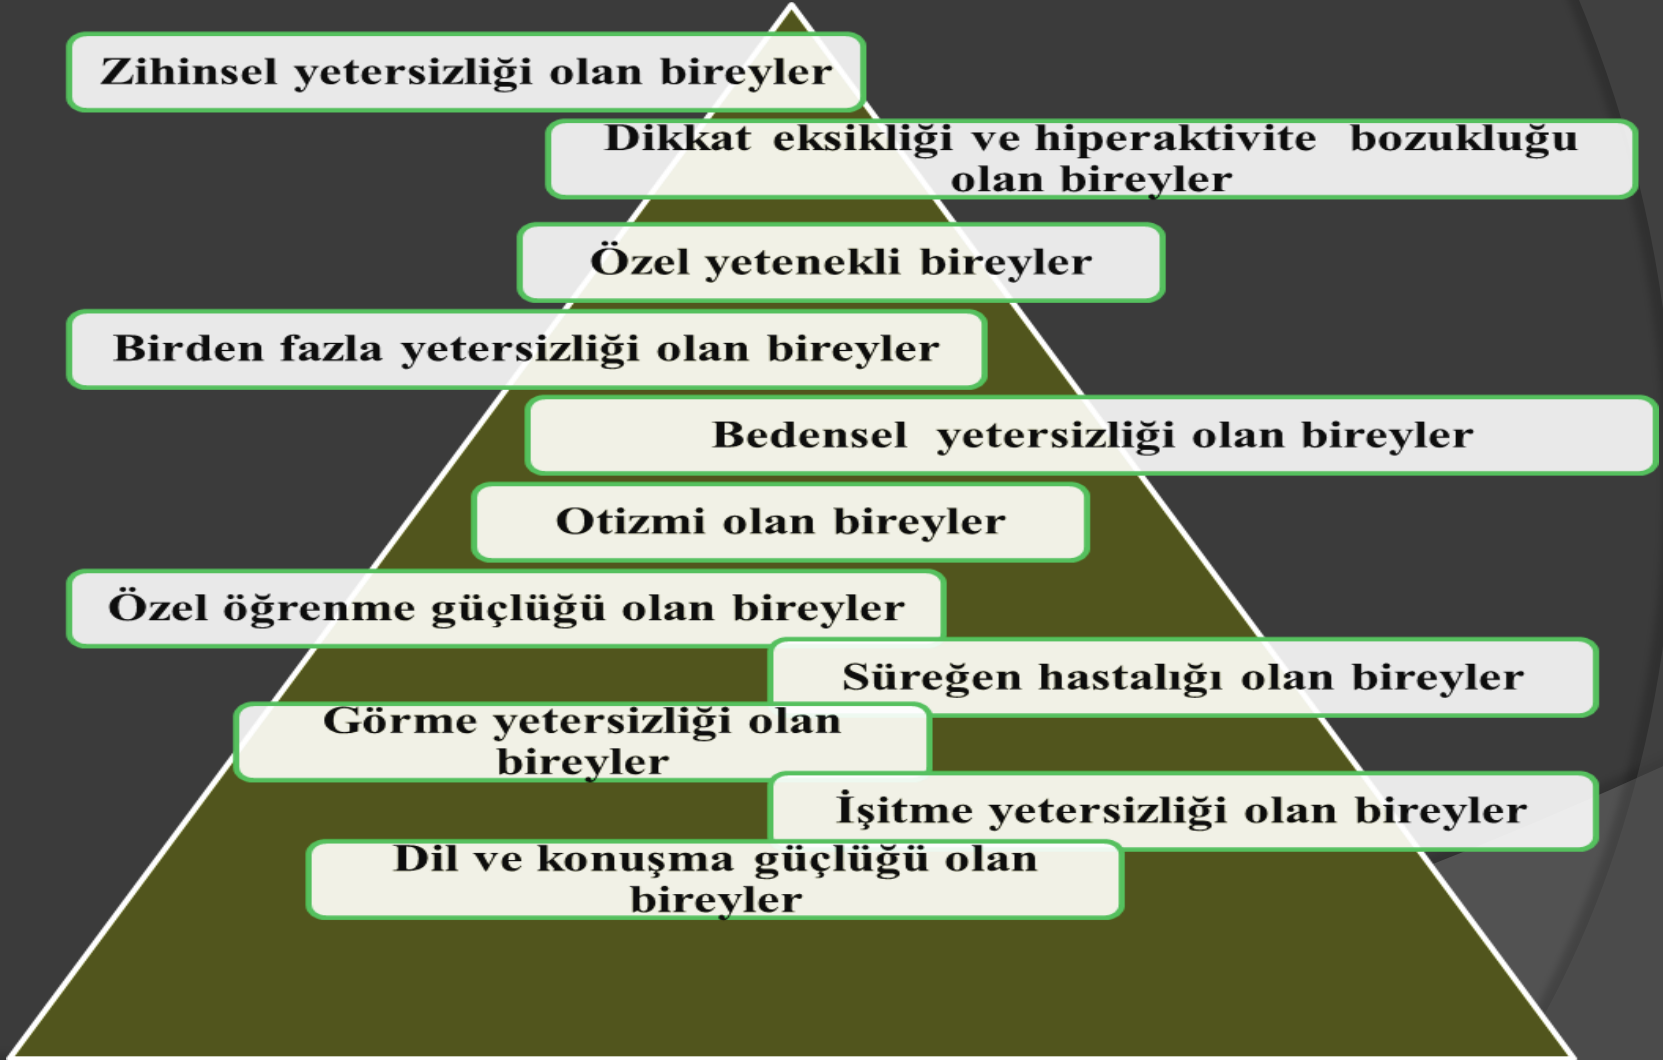 Zihinsel yetersizliği olan bireyler
Dikkat eksikliği ve hiperaktivite bozukluğu
olan bireyler
Özel yetenekli bireyler
Birden fazla yetersizliği olan bireyler
Bedensel yetersizliği olan bireyler
Otizmi olan bireyler
Özel öğrenme güçlüğü olan bireyler
Süreğen hastalığı olan bireyler
Görme yetersizliği olan
bireyler
İşitme yetersizliği olan bireyler
Dil ve konuşma güçlüğü olan
bireyler